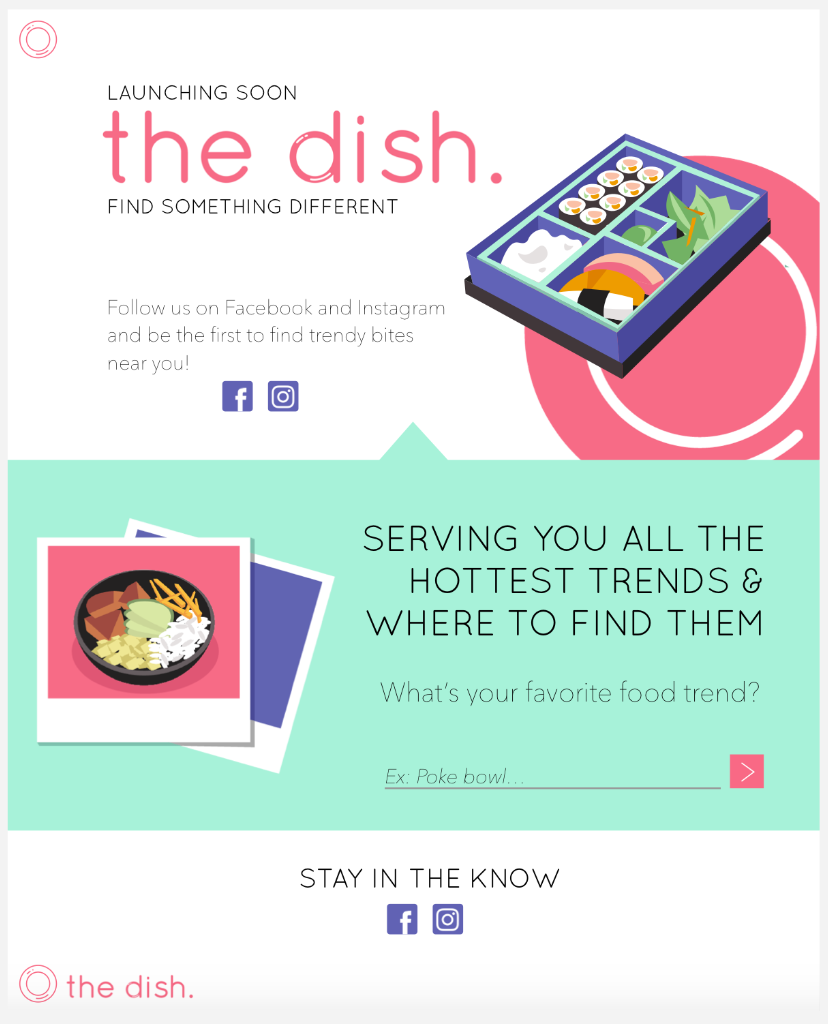 LAUNCHING SOON
the dish.
FIND SOMETHING DIFFERENT
Follow us on Facebook and Instagram
and be the first to find trendy bites
near you!
SERVING YOU ALL THE
HOTTEST TRENDS &
WHERE TO FIND THEM
What's your favorite food trend?
Ex: Poke bowl...
STAY IN THE KNOW
the dish.